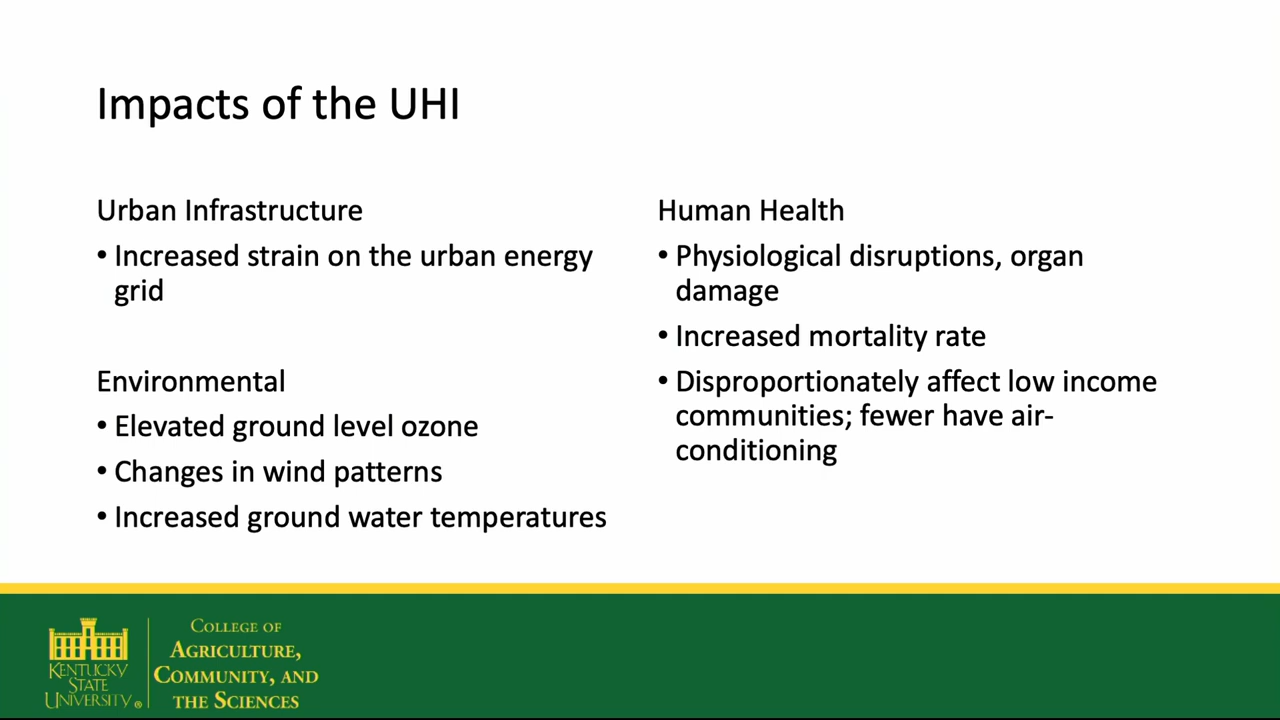 Impacts of the UHI
Urban Infrastructure
• Increased strain on the urban energy
grid
Environmental
• Elevated ground level ozone
• Changes in wind patterns
• Increased ground water temperatures
Human Health
• Physiological disruptions, organ
damage
• Increased mortality rate
• Disproportionately affect low income
communities; fewer have air-
conditioning
KENTUCKY
STATE
UNIVERSITY®
COLLEGE OF
AGRICULTURE,
COMMUNITY, AND
THE SCIENCES